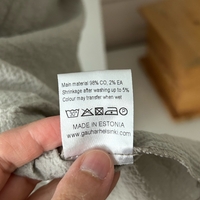 Main material 98% CO, 2% EA
Shrinkage after washing up to 5%
Colour may transfer when wet
MADE IN ESTONIA
www.gauharhelsinki.com